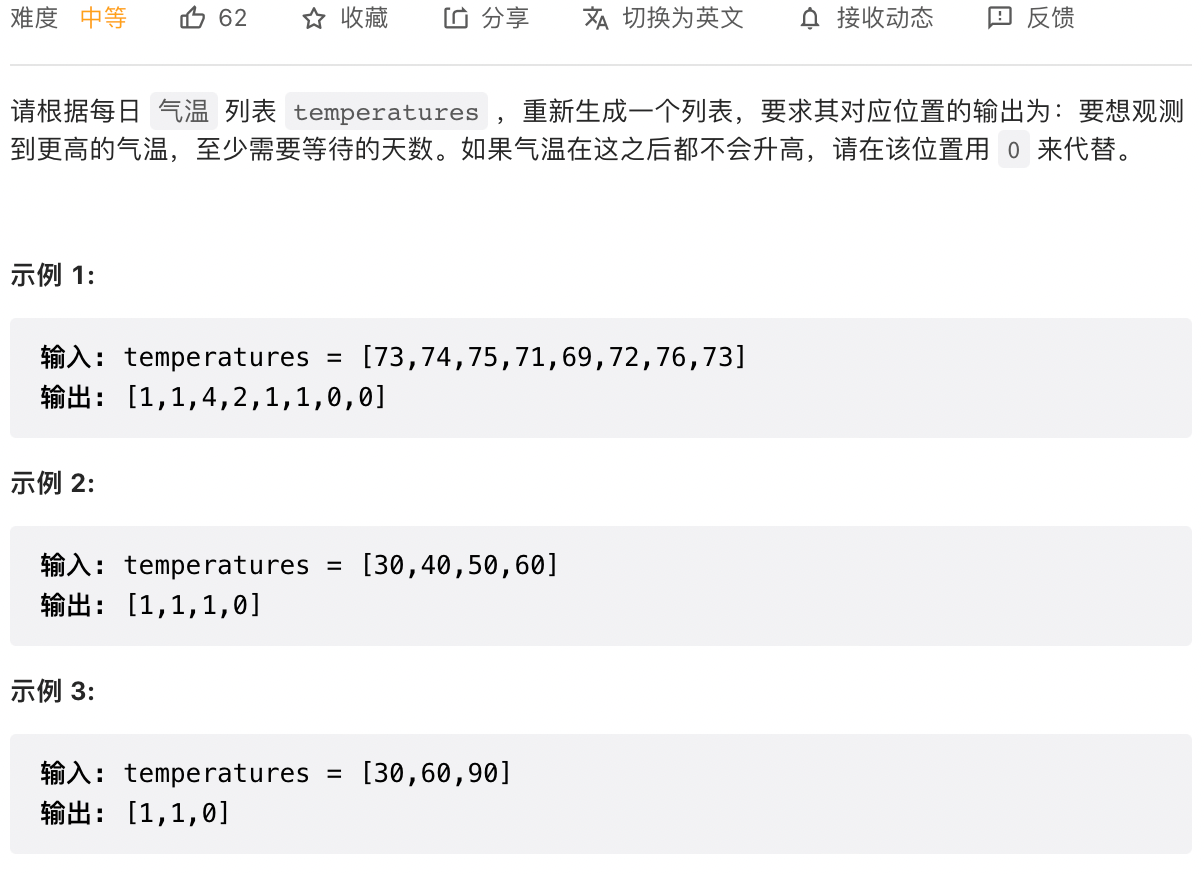 难度 中等 62 收藏 分享 切换为英文 接收动态 反馈
请根据每日 气温 列表 temperatures ，重新生成一个列表，要求其对应位置的输出为：要想观测
到更高的气温，至少需要等待的天数。如果气温在这之后都不会升高，请在该位置用 0 来代替。
示例 1:
输入: temperatures = [73,74,75,71,69,72,76,73]
输出: [1,1,4,2,1,1,0,0]
示例 2:
输入: temperatures = [30,40,50,60]
输出: [1,1,1,0]
示例 3:
输入: temperatures = [30,60,90]
输出: [1,1,0]